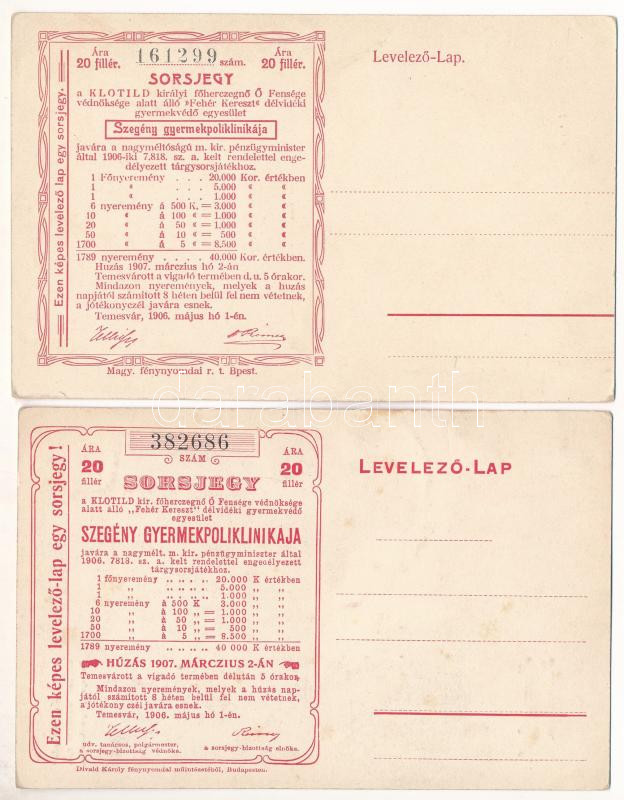 Ezen képes levelező lap egy sorsjegy.
Ára 161299 szám. Ára
20 fillér. 20 fillér.
SORSJEGY
a KLOTILD királyi főherczegnő Ő Fensége
védnöksége alatt álló »Fehér Kereszt« délvidéki
gyermekvédő egyesület
Szegény gyermekpoliklinikája
javára a nagyméltóságú m. kir. pénzügyminister
által 1906-iki 7.818. sz. a. kelt rendelettel enge-
délyezett tárgysorsjátékhoz.
1 Főnyeremény . . . 20.000 Kor. értékben
1 « . . . 5.000 « «
1 « . . . 1.000 « «
6 nyeremény á 500 K. = 3.000 « «
10 « á 100 « = 1.000 « «
20 « á 50 « = 1.000 « «
50 « á 10 « = 500 « «
1700 « á 5 « = 8.500 « «
1789 nyeremény . . . . 40.000 Kor. értékben.
Huzás 1907. márczius hó 2-án
Temesvárott a vigadó termében d. u. 5 órakor.
Mindazon nyeremények, melyek a huzás
napjától számított 8 héten belül fel nem vétetnek,
a jótékonyczél javára esnek.
Temesvár, 1906. május hó 1-én.
Magy. fénynyomdai r. t. Bpest.
Levelező-Lap.
darabanth
Ezen képes levelező-lap egy sorsjegy!
ÁRA 382686 ÁRA
20 SZÁM 20
fillér fillér
SORSJEGY
a KLOTILD kir. főherczegnő Ő Fensége védnöksége
alatt álló „Fehér Kereszt" délvidéki gyermekvédő
egyesület
SZEGÉNY GYERMEKPOLIKLINIKAJA
javára a nagymélt. m. kir. pénzügyminiszter által
1906. 7818. sz. a. kelt rendelettel engedélyezett
tárgysorsjátékhoz.
1 főnyeremény .. .. .. .. 20.000 K értékben
1 „ .. .. .. .. 5.000 „ „
1 „ .. .. .. .. 1.000 „ „
6 nyeremény à 500 K 3.000 „ „
10 „ à 100 „ = 1.000 „ „
20 „ à 50 „ = 1.000 „ „
50 „ à 10 „ = 500 „ „
1700 „ à 5 „ = 8.500 „ „
1789 nyeremény .. .. .. .. 40 000 K értékben
HÚZÁS 1907. MÁRCZIUS 2-ÁN
Temesvárott a vigadó termében délután 5 órakor.
Mindazon nyeremények, melyek a huzás nap-
jától számított 8 héten belül fel nem vétetnek,
a jótékony czél javára esnek.
Temesvár, 1906. május hó 1-én.
udv. tanácsos, polgármester,
a sorsjegy-bizottság védnöke.
a sorsjegy-bizottság elnöke.
Divald Károly fénynyomdai műintézetéből, Budapesten.
LEVELEZŐ-LAP